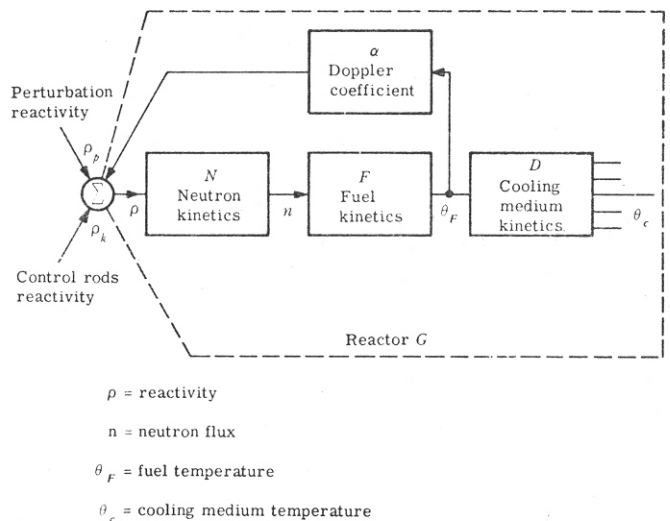 α
Doppler
coefficient
Perturbation
reactivity
ρp
N
Neutron
kinetics
F
Fuel
kinetics
D
Cooling
medium
kinetics.
Σ
ρ
n
θF
θc
ρk
Control rods
reactivity
Reactor G
ρ = reactivity
n = neutron flux
θF = fuel temperature
θc = cooling medium temperature